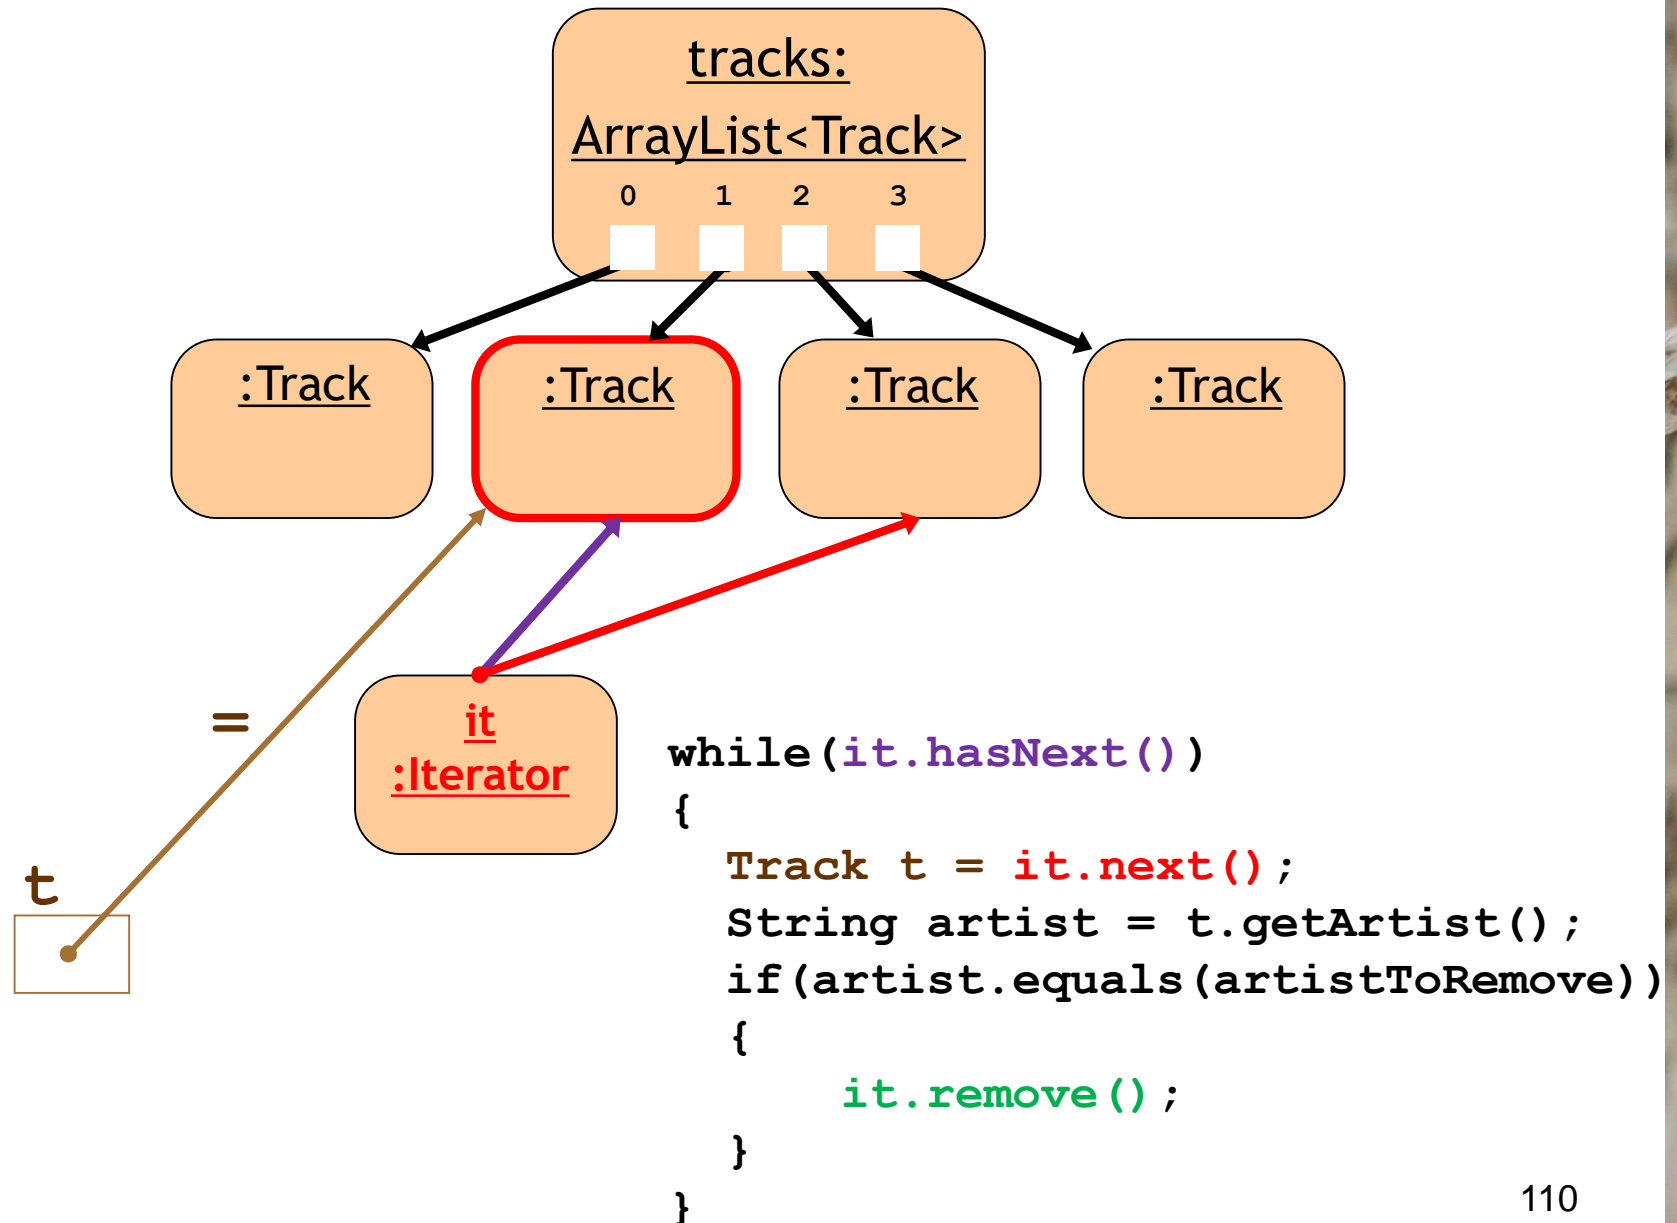 tracks:
ArrayList<Track>
0 1 2 3
:Track :Track :Track :Track
=
it
:Iterator
t
while(it.hasNext())
{
Track t = it.next();
String artist = t.getArtist();
if(artist.equals(artistToRemove))
{
it.remove();
}
}
110